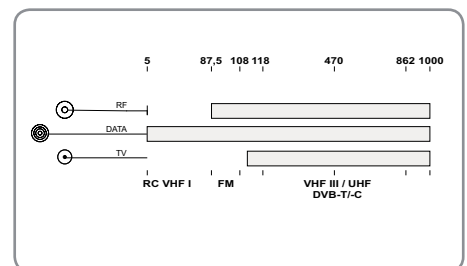 5 87,5 108 118 470 862 1000
RF
DATA
TV
RC VHF I FM VHF III / UHF
DVB-T/-C